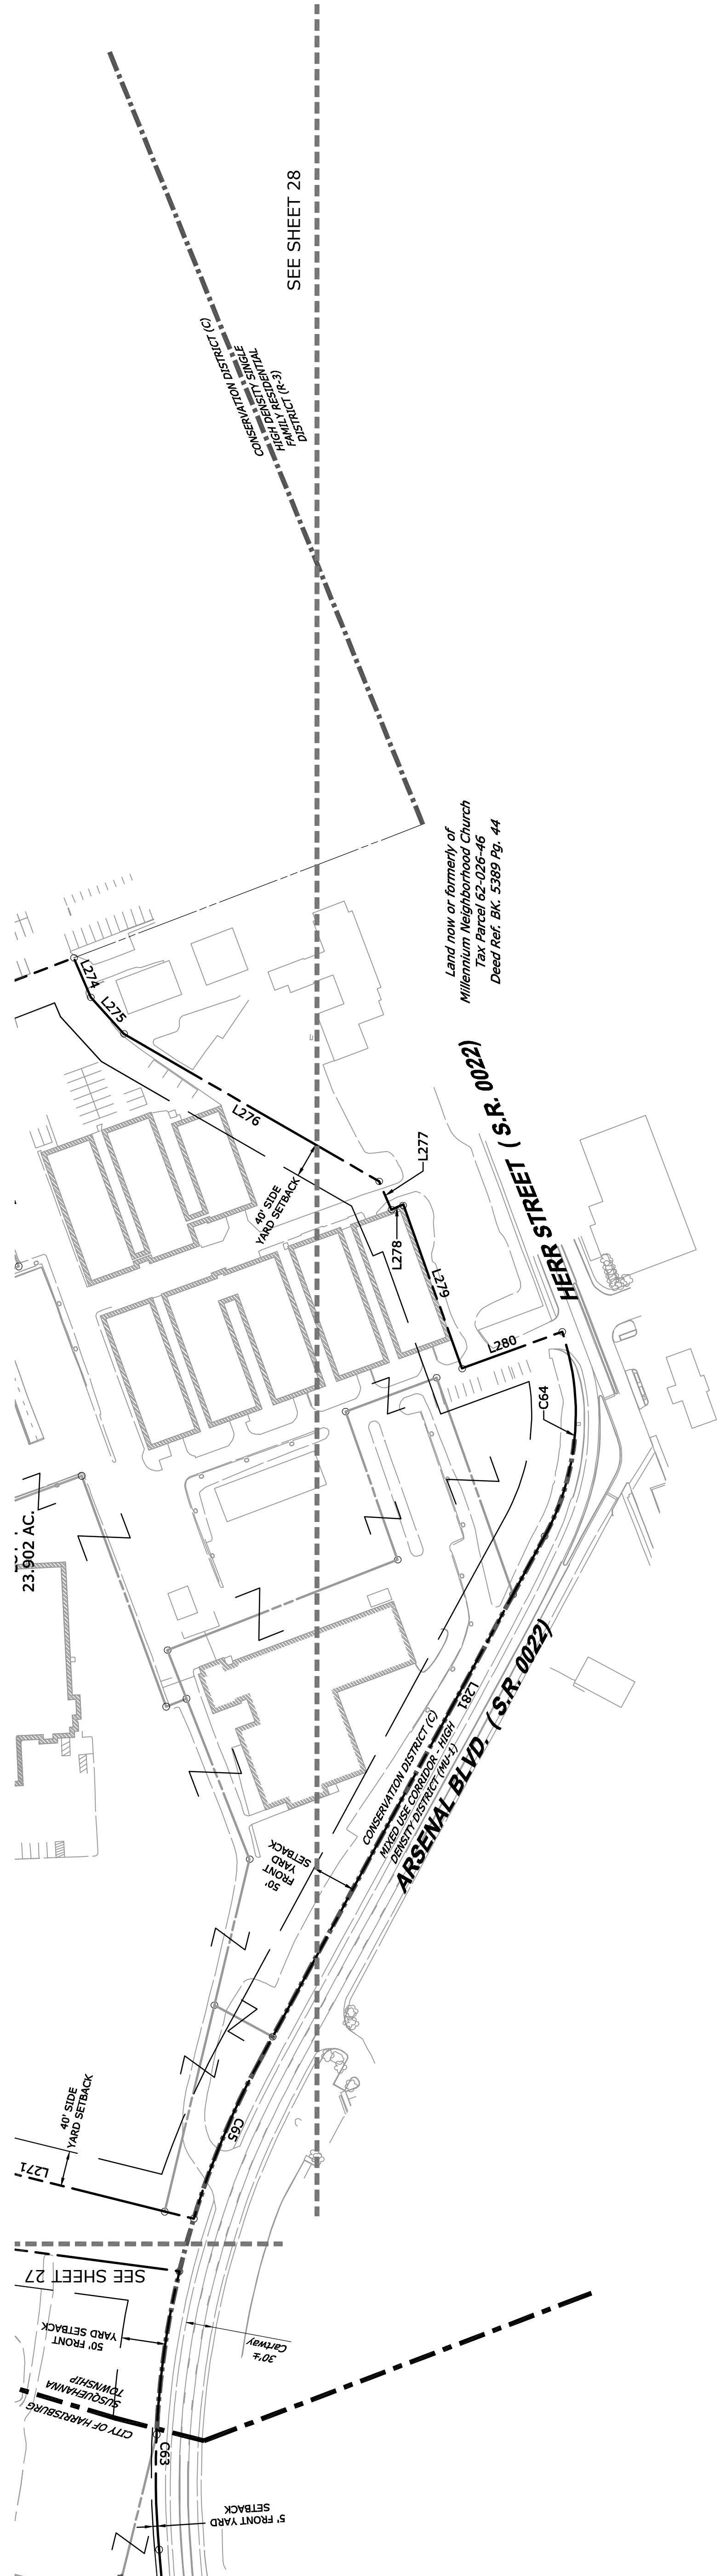 SEE SHEET 28
CONSERVATION DISTRICT (C)
CONSERVATION SINGLE
HIGH DENSITY SINGLE
FAMILY RESIDENTIAL
DISTRICT (R-3)
Land now or formerly of
Millennium Neighborhood Church
Tax Parcel 62-026-46
Deed Ref. BK. 5389 Pg. 44
L274
L275
L276
L277
40' SIDE
YARD SETBACK
L278
L279
HERR STREET ( S.R. 0022)
L280
C64
23.902 AC.
L281
CONSERVATION DISTRICT (C)
MIXED USE CORRIDOR - HIGH
DENSITY DISTRICT (MU-1)
ARSENAL BLVD. ( S.R. 0022)
50'
FRONT
YARD
SETBACK
40' SIDE
YARD SETBACK
C65
L271
SEE SHEET 27
50' FRONT
YARD SETBACK
30'±
Cartway
SUSQUEHANNA
TOWNSHIP
CITY OF HARRISBURG
C63
5' FRONT YARD
SETBACK